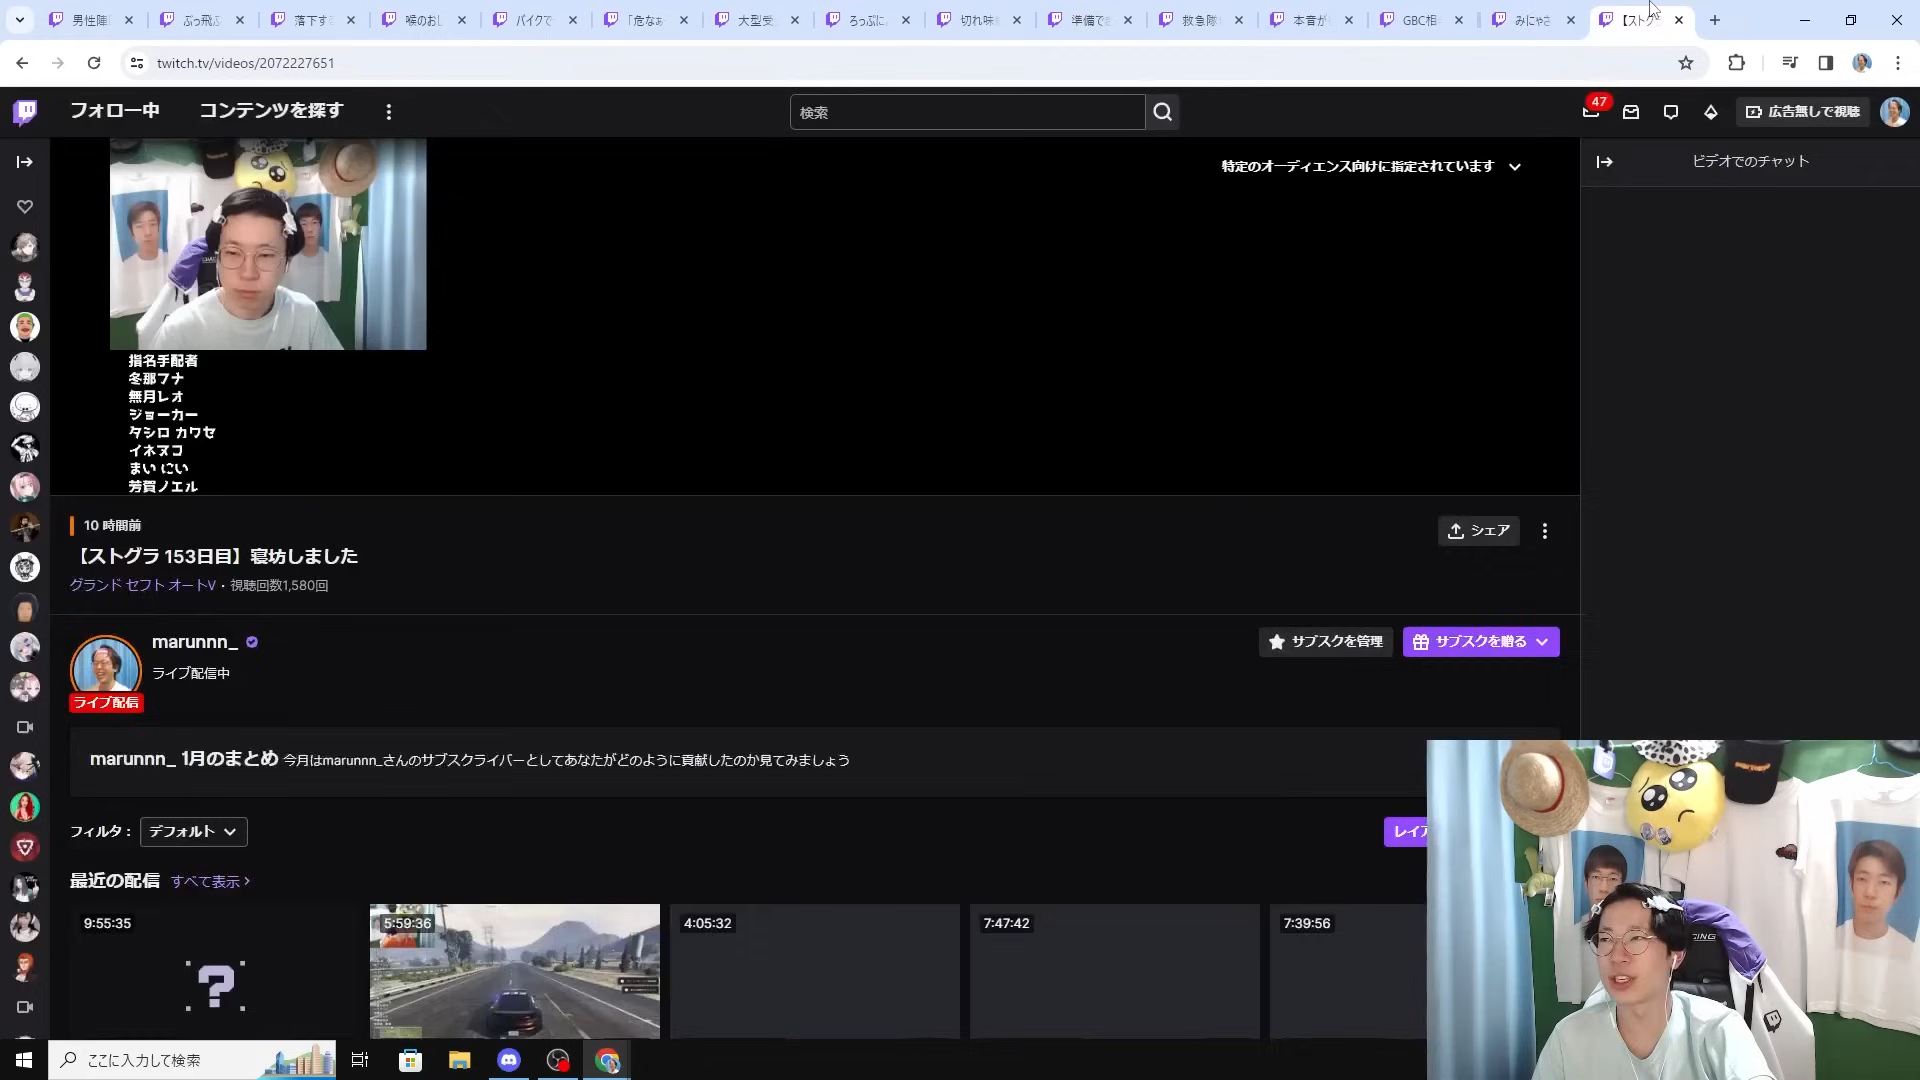 男性陣
ぶっ飛ぶ
落下す
喉のお
バイクで
「危なぁ
大型受
ろっぷに
切れ味
準備でき
救急隊
本音が
GBC相
みにゃさ
【ストグ
twitch.tv/videos/2072227651
フォロー中
コンテンツを探す
検索
47
広告無しで視聴
特定のオーディエンス向けに指定されています
ビデオでのチャット
指名手配者
冬那フナ
無月レオ
ジョーカー
タシロ カワセ
イネヌコ
まい にい
芳賀ノエル
10 時間前
シェア
【ストグラ 153日目】寝坊しました
グランド セフト オートV・視聴回数1,580回
marunnn_
ライブ配信中
ライブ配信
サブスクを管理
サブスクを贈る
marunnn_ 1月のまとめ 今月はmarunnn_さんのサブスクライバーとしてあなたがどのように貢献したのか見てみましょう
フィルタ：
デフォルト
レイア
最近の配信
すべて表示
9:55:35
5:59:36
4:05:32
7:47:42
7:39:56
ここに入力して検索